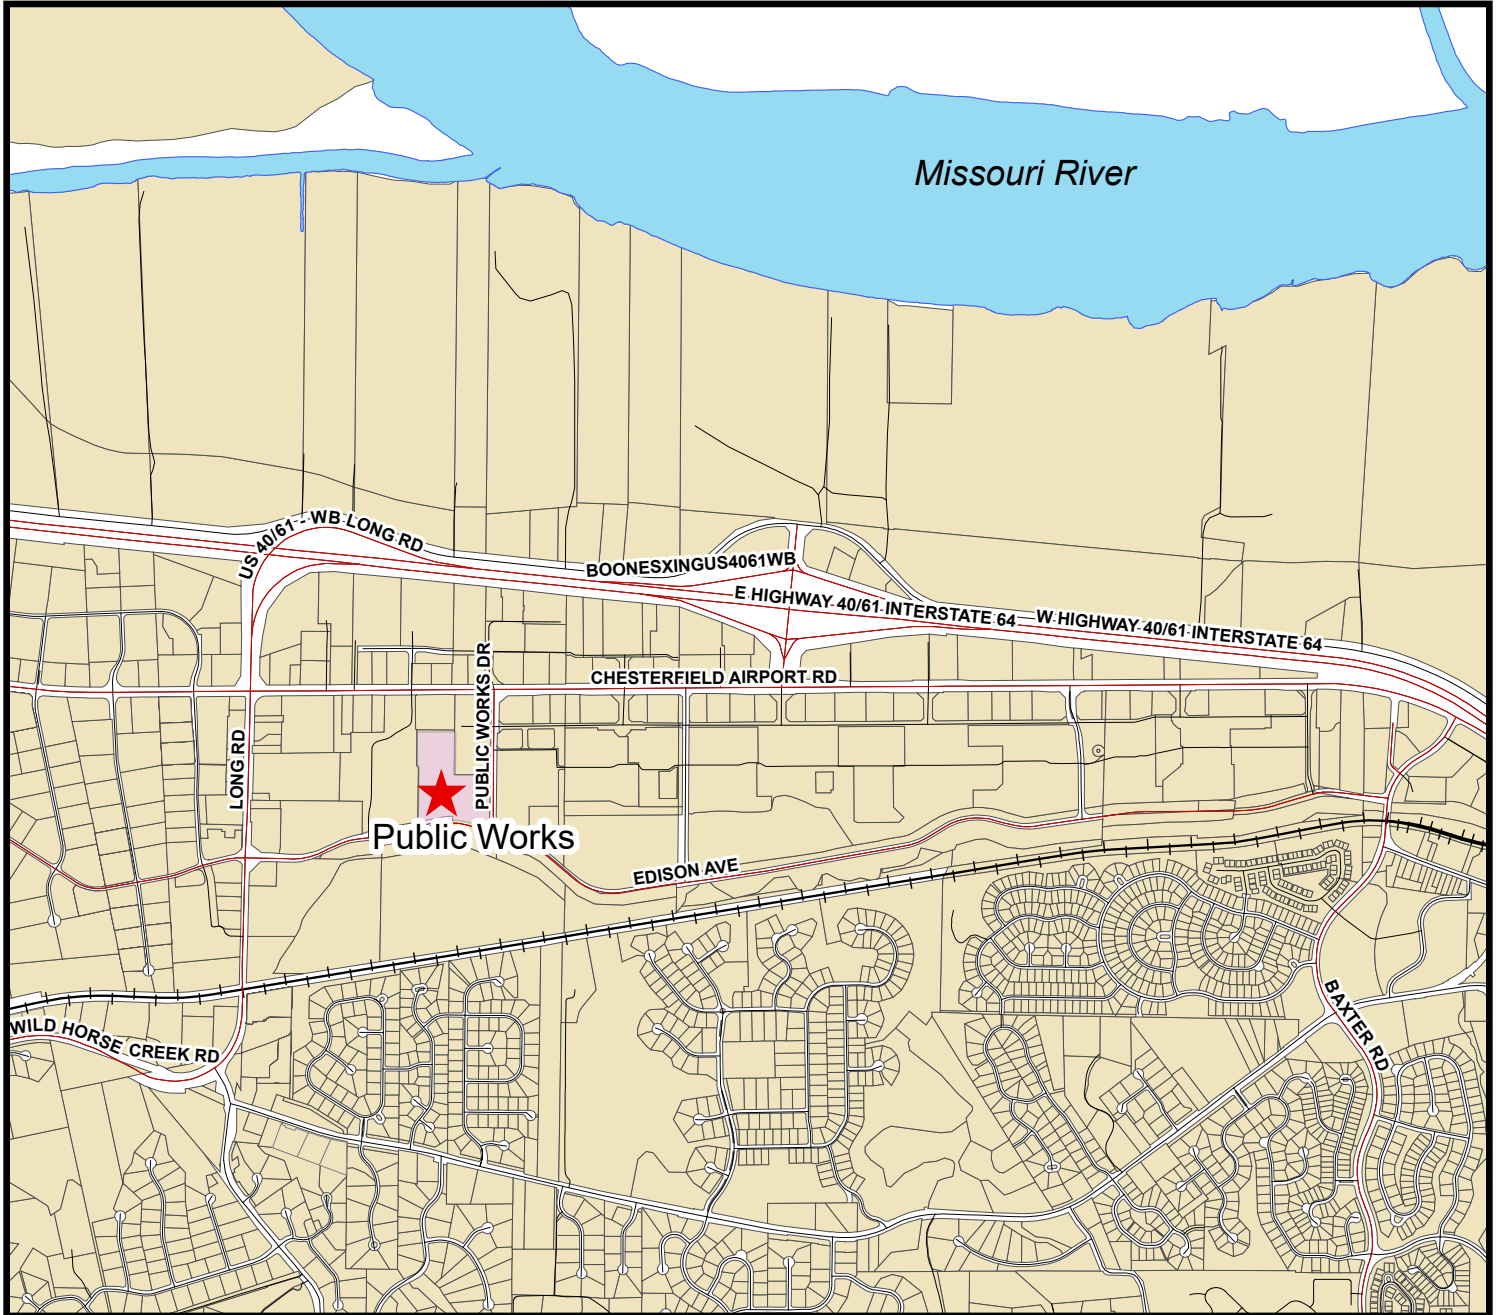 Missouri River
US 40/61 - WB LONG RD
BOONESXINGUS4061WB
E HIGHWAY 40/61 INTERSTATE 64
W HIGHWAY 40/61 INTERSTATE 64
CHESTERFIELD AIRPORT RD
PUBLIC WORKS DR
LONG RD
Public Works
EDISON AVE
WILD HORSE CREEK RD
BAXTER RD